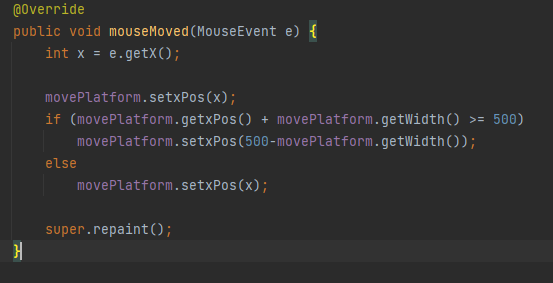 @Override
public void mouseMoved(MouseEvent e) {
    int x = e.getX();
    movePlatform.setxPos(x);
    if (movePlatform.getxPos() + movePlatform.getWidth() >= 500)
        movePlatform.setxPos(500-movePlatform.getWidth());
    else
        movePlatform.setxPos(x);
    super.repaint();
}